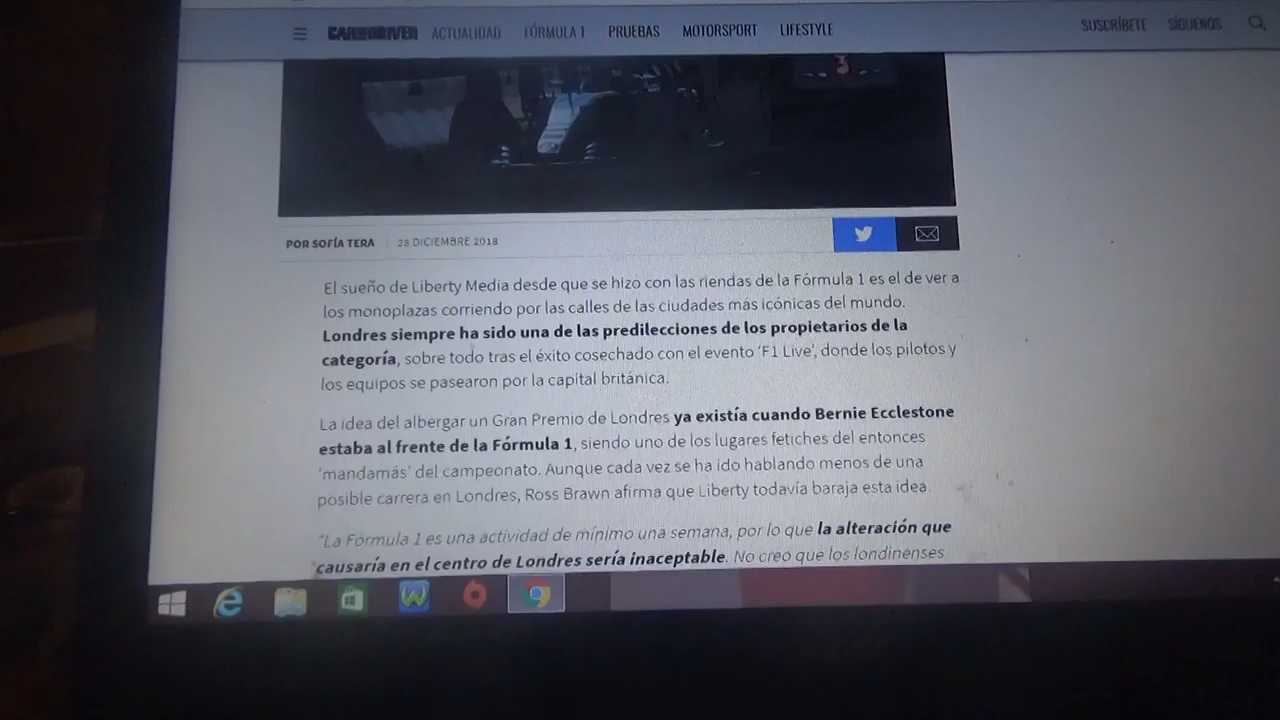 CAR AND DRIVER ACTUALIDAD FÓRMULA 1 PRUEBAS MOTORSPORT LIFESTYLE SUSCRÍBETE SÍGUENOS
POR SOFÍA TERA 28 DICIEMBRE 2018
El sueño de Liberty Media desde que se hizo con las riendas de la Fórmula 1 es el de ver a
los monoplazas corriendo por las calles de las ciudades más icónicas del mundo.
Londres siempre ha sido una de las predilecciones de los propietarios de la
categoría, sobre todo tras el éxito cosechado con el evento 'F1 Live', donde los pilotos y
los equipos se pasearon por la capital británica.
La idea del albergar un Gran Premio de Londres ya existía cuando Bernie Ecclestone
estaba al frente de la Fórmula 1, siendo uno de los lugares fetiches del entonces
'mandamás' del campeonato. Aunque cada vez se ha ido hablando menos de una
posible carrera en Londres, Ross Brawn afirma que Liberty todavía baraja esta idea.
"La Fórmula 1 es una actividad de mínimo una semana, por lo que la alteración que
causaría en el centro de Londres sería inaceptable. No creo que los londinenses